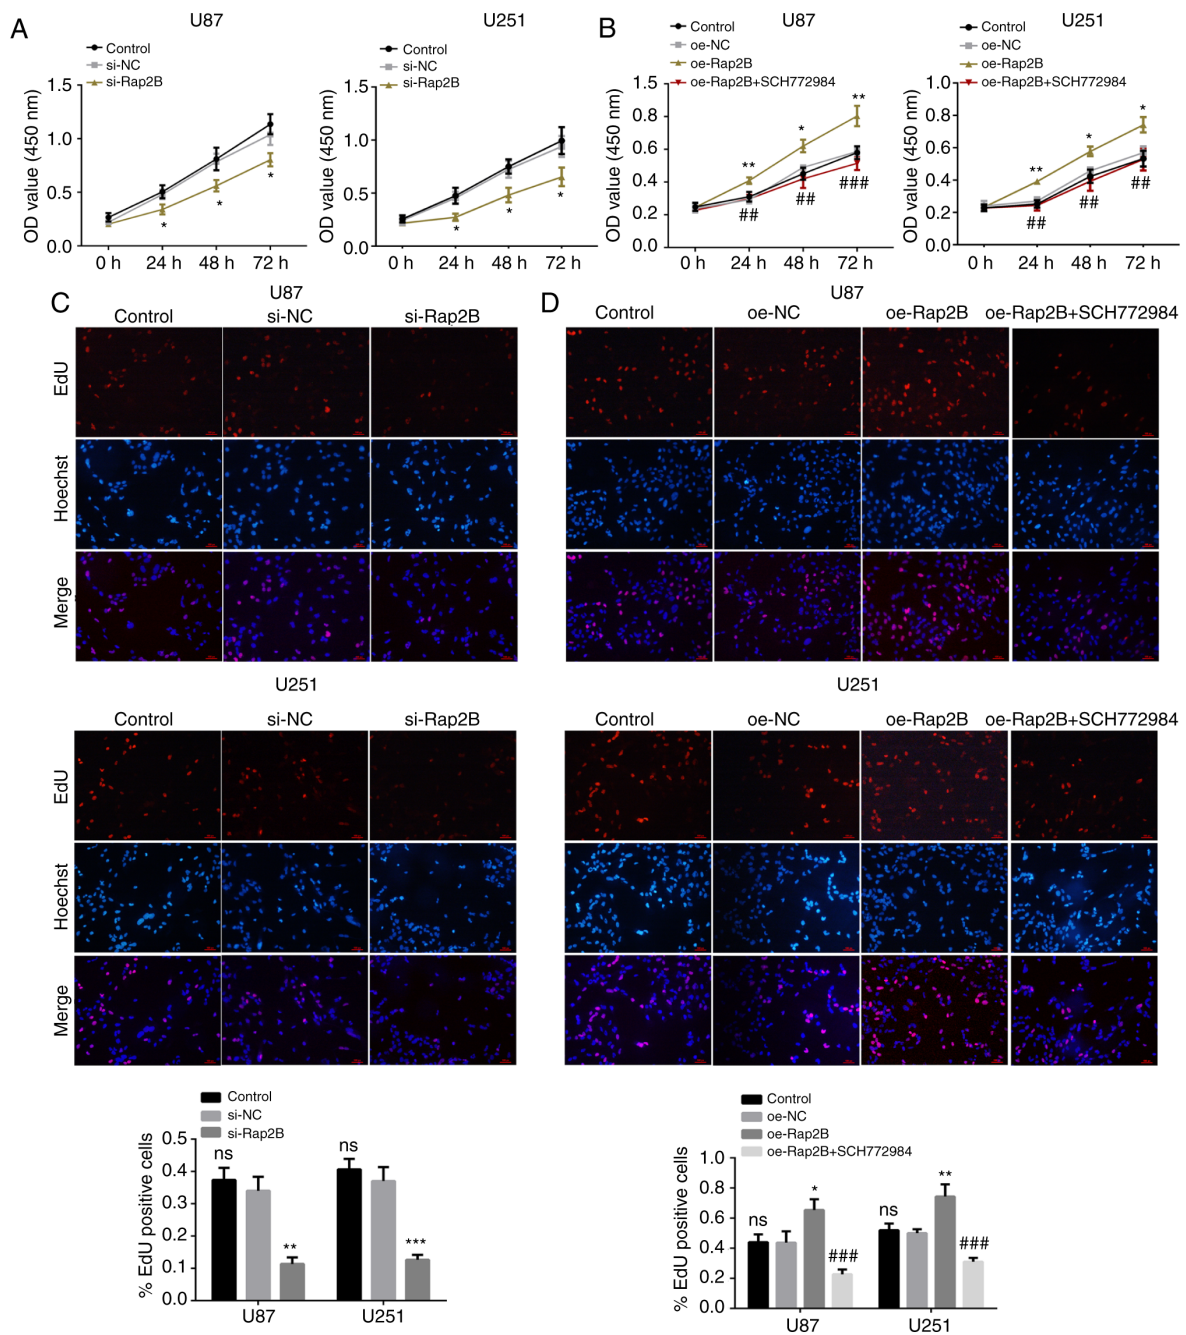 A
U87
Control
si-NC
si-Rap2B
OD value (450 nm)
1.5
1.0
0.5
0.0
*
*
*
0 h 24 h 48 h 72 h
U251
Control
si-NC
si-Rap2B
OD value (450 nm)
1.5
1.0
0.5
0.0
*
*
*
0 h 24 h 48 h 72 h
B
U87
Control
oe-NC
oe-Rap2B
oe-Rap2B+SCH772984
OD value (450 nm)
1.0
0.8
0.6
0.4
0.2
0.0
** * **
## ## ###
0 h 24 h 48 h 72 h
U251
Control
oe-NC
oe-Rap2B
oe-Rap2B+SCH772984
OD value (450 nm)
1.0
0.8
0.6
0.4
0.2
0.0
** * *
## ## ##
0 h 24 h 48 h 72 h
C
U87
Control si-NC si-Rap2B
EdU
Hoechst
Merge
U251
Control si-NC si-Rap2B
EdU
Hoechst
Merge
Control
si-NC
si-Rap2B
% EdU positive cells
0.5
0.4
0.3
0.2
0.1
0.0
ns ** ns ***
U87 U251
D
U87
Control oe-NC oe-Rap2B oe-Rap2B+SCH772984
U251
Control oe-NC oe-Rap2B oe-Rap2B+SCH772984
Control
oe-NC
oe-Rap2B
oe-Rap2B+SCH772984
% EdU positive cells
1.0
0.8
0.6
0.4
0.2
0.0
ns * ### ns ** ###
U87 U251